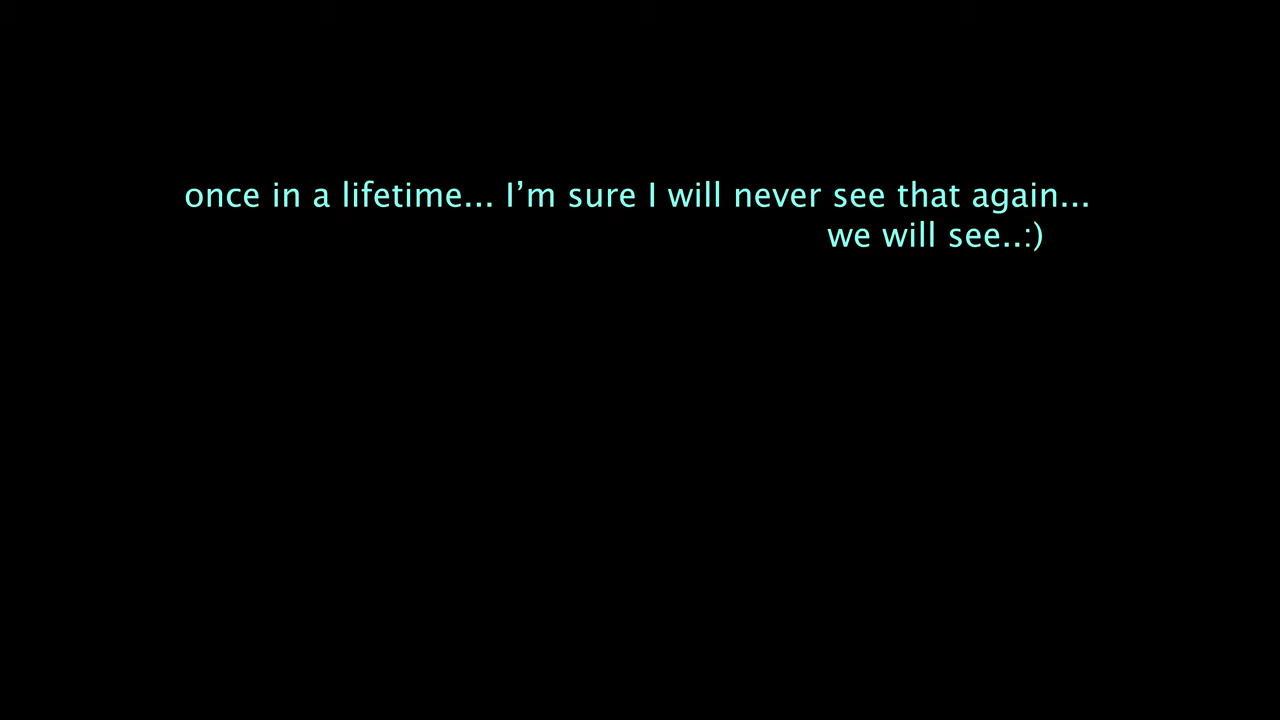 once in a lifetime... I’m sure I will never see that again...
we will see..:)